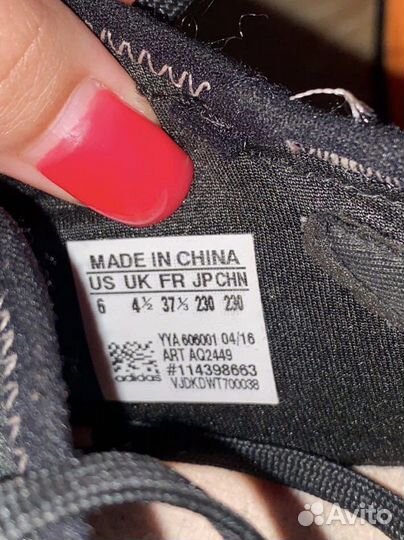 MADE IN CHINA
US UK FR JP CHN
6 4½ 37⅓ 230 230
YYA 606001 04/16
ART AQ2449
#114398663
VJDKDWT700038
adidas
Avito